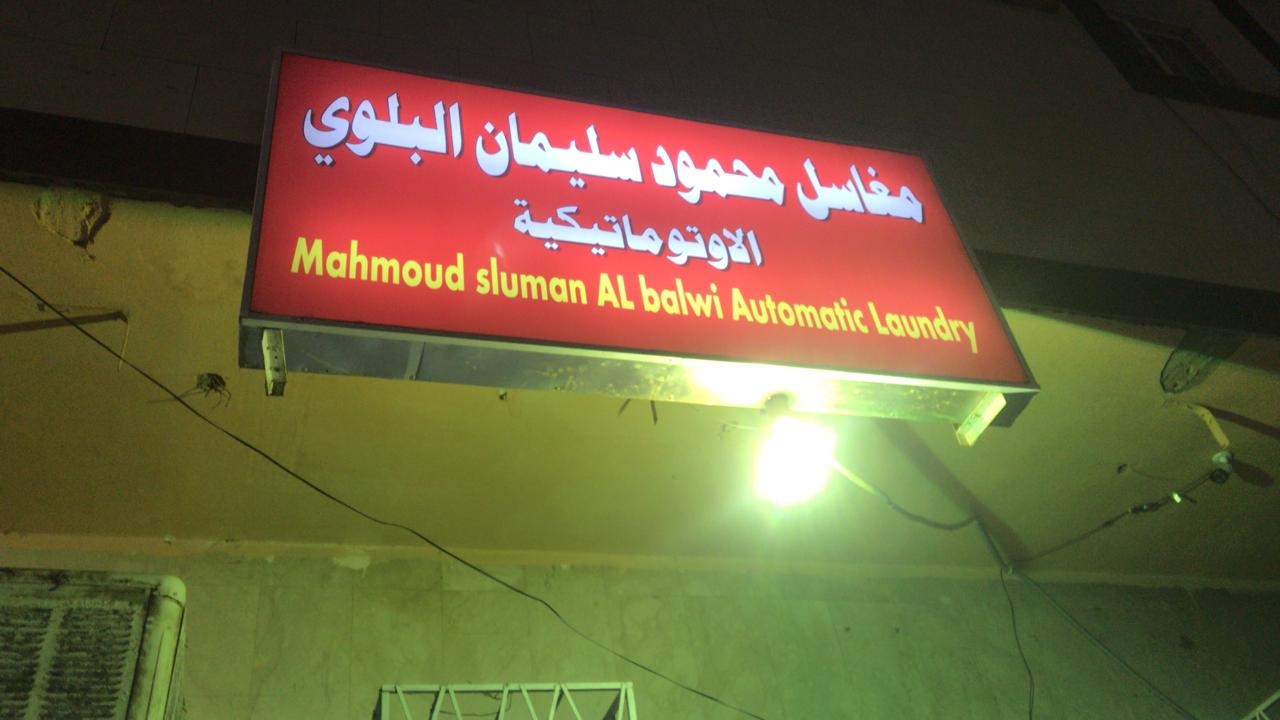 مغاسل محمود سليمان البلوي
الاوتوماتيكية
Mahmoud sluman AL balwi Automatic Laundry